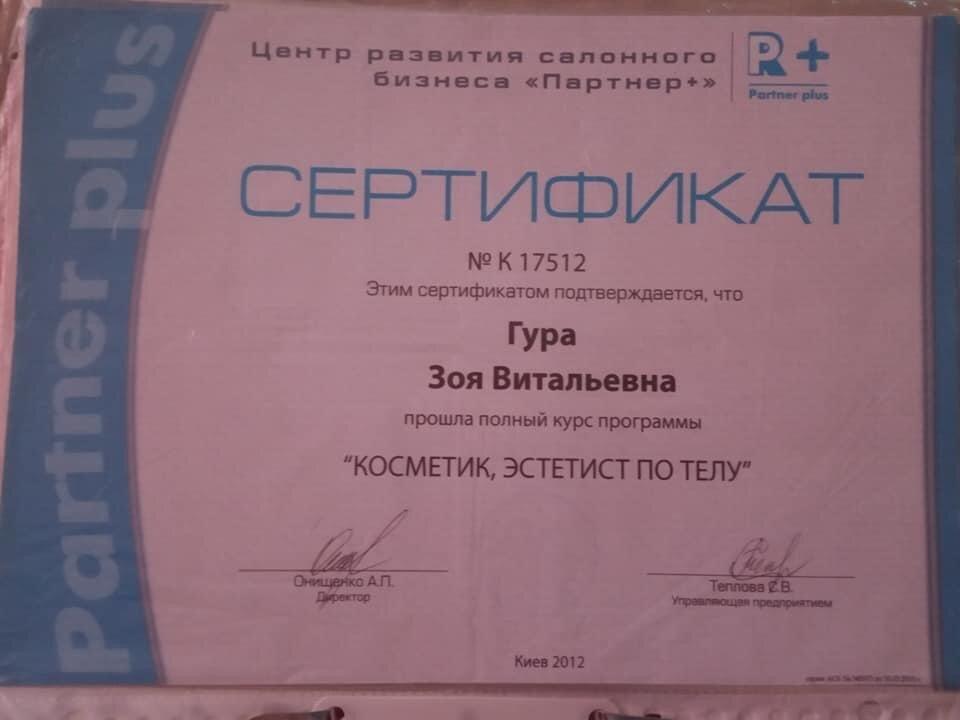 Partner plus
Центр развития салонного
бизнеса «Партнер+»
R +
Partner plus
СЕРТИФИКАТ
№ К 17512
Этим сертификатом подтверждается, что
Гура
Зоя Витальевна
прошла полный курс программы
“КОСМЕТИК, ЭСТЕТИСТ ПО ТЕЛУ”
Онищенко А.П.
Директор
Теплова С.В.
Управляющая предприятием
Киев 2012